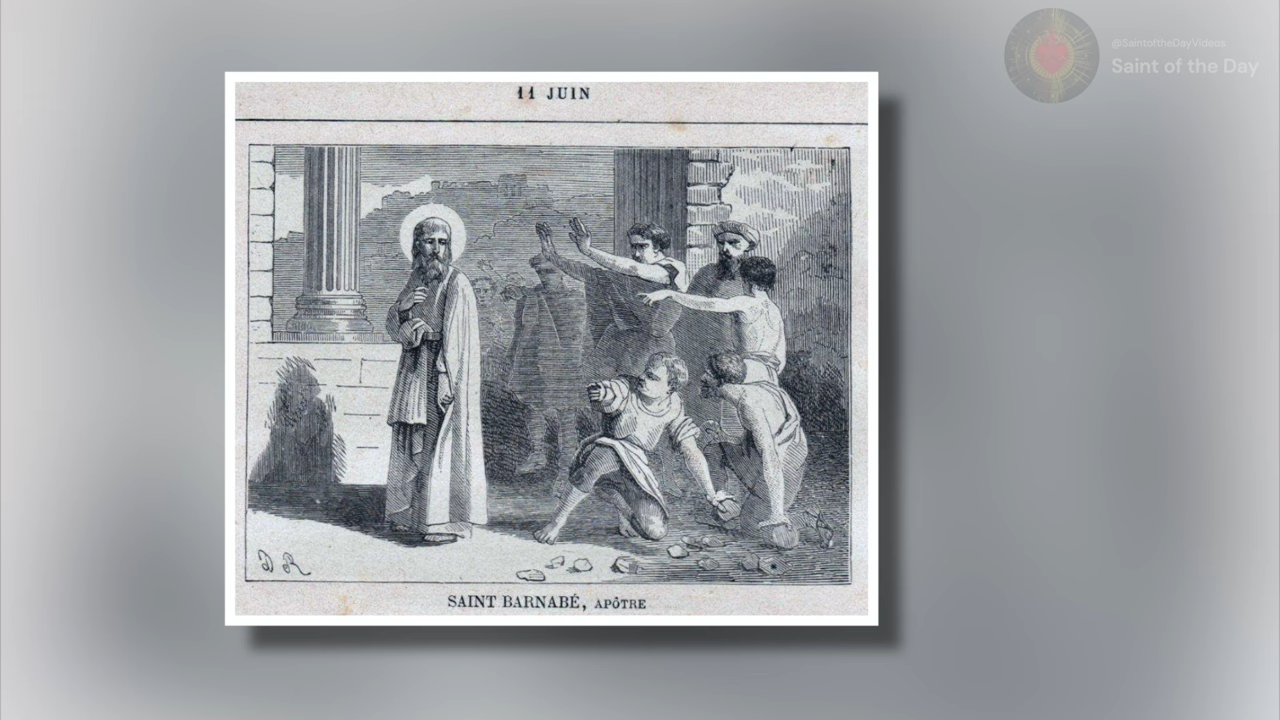 @SaintoftheDayVideos
Saint of the Day
11 JUIN
D R
SAINT BARNABÉ, APÔTRE